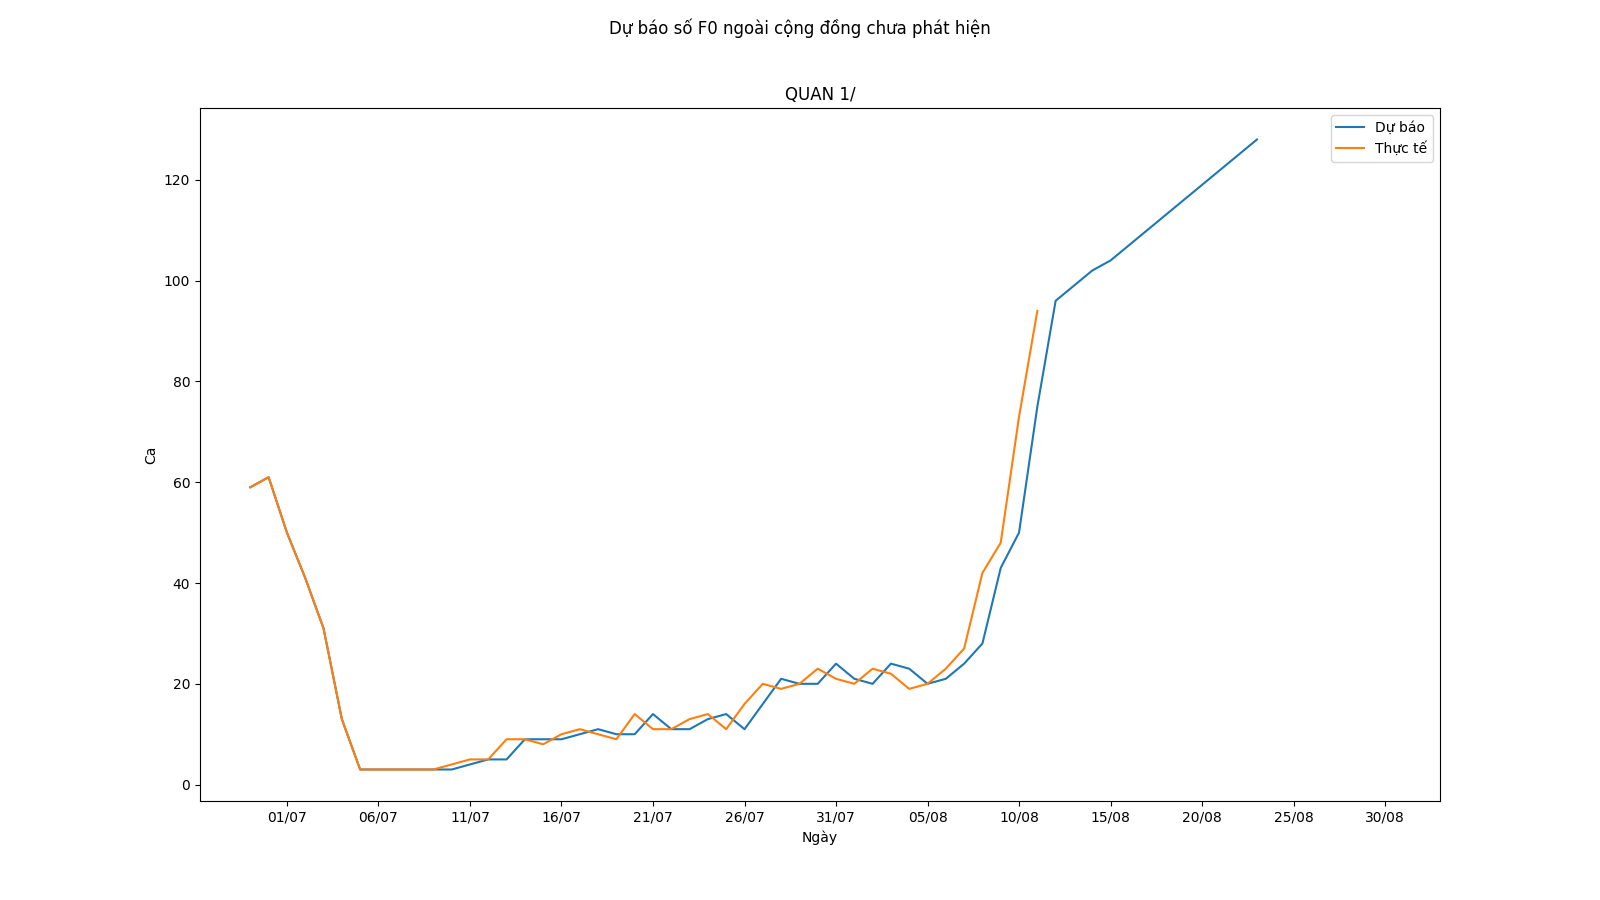 Dự báo số F0 ngoài cộng đồng chưa phát hiện
QUAN 1/
Dự báo
Thực tế
120
100
80
60
40
20
0
Ca
01/07 06/07 11/07 16/07 21/07 26/07 31/07 05/08 10/08 15/08 20/08 25/08 30/08
Ngày